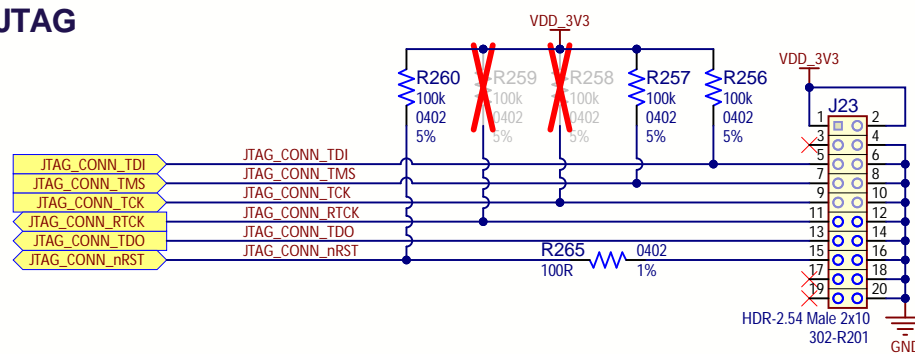 JTAG
VDD_3V3
VDD_3V3
R260
100k
0402
5%
R259
100k
0402
5%
R258
100k
0402
5%
R257
100k
0402
5%
R256
100k
0402
5%
J23
1 2
3 4
5 6
7 8
9 10
11 12
13 14
15 16
17 18
19 20
JTAG_CONN_TDI JTAG_CONN_TDI
JTAG_CONN_TMS JTAG_CONN_TMS
JTAG_CONN_TCK JTAG_CONN_TCK
JTAG_CONN_RTCK JTAG_CONN_RTCK
JTAG_CONN_TDO JTAG_CONN_TDO
JTAG_CONN_nRST JTAG_CONN_nRST
R265 0402
100R 1%
HDR-2.54 Male 2x10
302-R201
GND